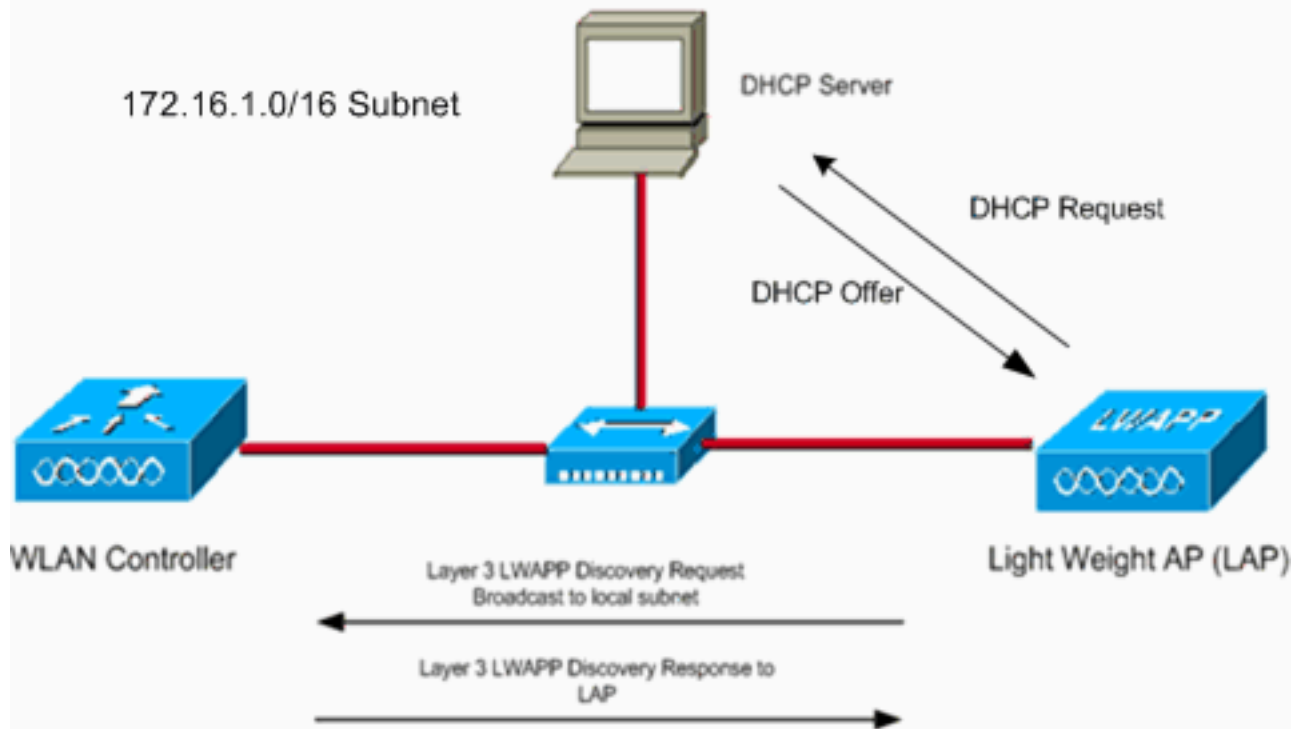 172.16.1.0/16 Subnet
DHCP Server
DHCP Request
DHCP Offer
LWAPP
WLAN Controller
Light Weight AP (LAP)
Layer 3 LWAPP Discovery Request
Broadcast to local subnet
Layer 3 LWAPP Discovery Response to
LAP